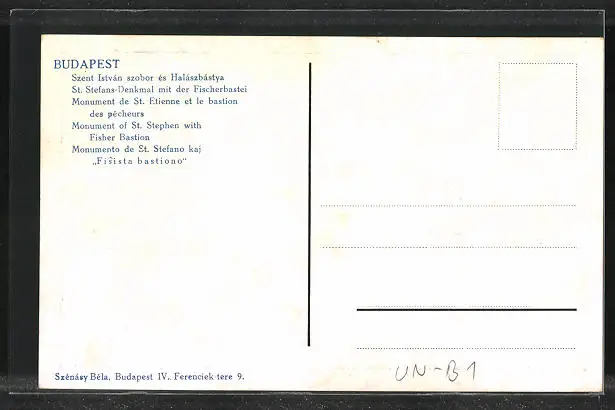 BUDAPEST
Szent István szobor és Halászbástya
St. Stefans-Denkmal mit der Fischerbastei
Monument de St. Etienne et le bastion
des pêcheurs
Monument of St. Stephen with
Fisher Bastion
Monumento de St. Stefano kaj
„Fiŝista bastiono“
Szénásy Béla, Budapest IV., Ferenciek tere 9.
UN-B1